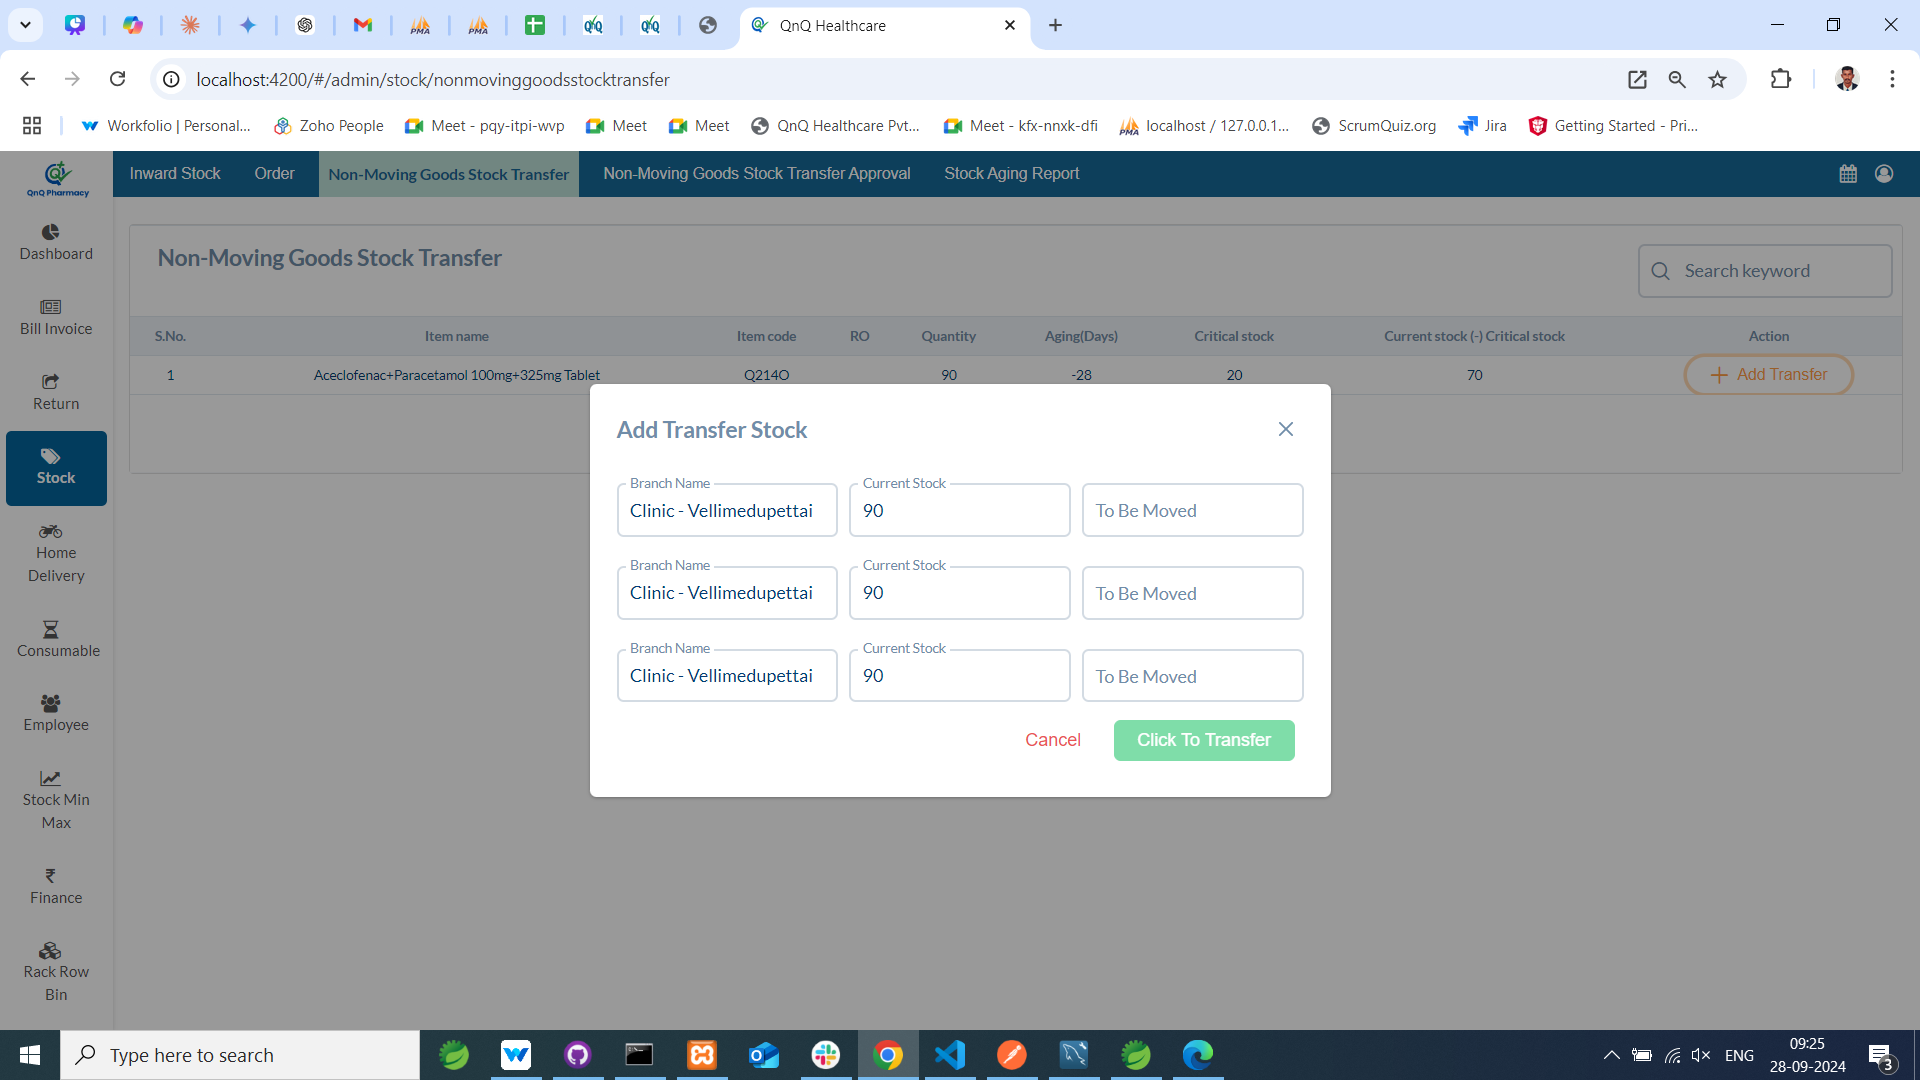 QnQ Healthcare
localhost:4200/#/admin/stock/nonmovinggoodsstocktransfer
Workfolio | Personal...
Zoho People
Meet - pqy-itpi-wvp
Meet
Meet
QnQ Healthcare Pvt...
Meet - kfx-nnxk-dfi
PMA
localhost / 127.0.0.1...
ScrumQuiz.org
Jira
Getting Started - Pri...
QnQ Pharmacy
Inward Stock
Order
Non-Moving Goods Stock Transfer
Non-Moving Goods Stock Transfer Approval
Stock Aging Report
Dashboard
Bill Invoice
Return
Stock
Home
Delivery
Consumable
Employee
Stock Min
Max
Finance
Rack Row
Bin
Non-Moving Goods Stock Transfer
Search keyword
S.No. Item name Item code RO Quantity Aging(Days) Critical stock Current stock (-) Critical stock Action
1 Aceclofenac+Paracetamol 100mg+325mg Tablet Q214O 90 -28 20 70 Add Transfer
Add Transfer Stock
Branch Name Current Stock
Clinic - Vellimedupettai 90 To Be Moved
Branch Name Current Stock
Clinic - Vellimedupettai 90 To Be Moved
Branch Name Current Stock
Clinic - Vellimedupettai 90 To Be Moved
Cancel Click To Transfer
Type here to search
ENG
09:25
28-09-2024
3